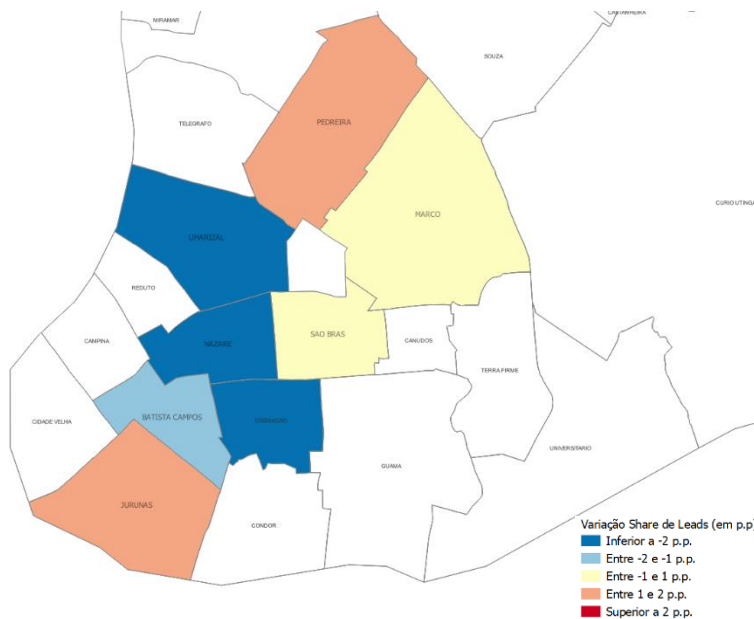 CASTANHEIRA
MIRAMAR
SOUZA
TELEGRAFO
PEDREIRA
CURIO UTINGA
MARCO
UMARIZAL
REDUTO
SAO BRAS
CANUDOS
NAZARE
CAMPINA
TERRA FIRME
BATISTA CAMPOS
CIDADE VELHA
CREMACAO
UNIVERSITARIO
GUAMA
JURUNAS
CONDOR
Variação Share de Leads (em p.p)
Inferior a -2 p.p.
Entre -2 e -1 p.p.
Entre -1 e 1 p.p.
Entre 1 e 2 p.p.
Superior a 2 p.p.